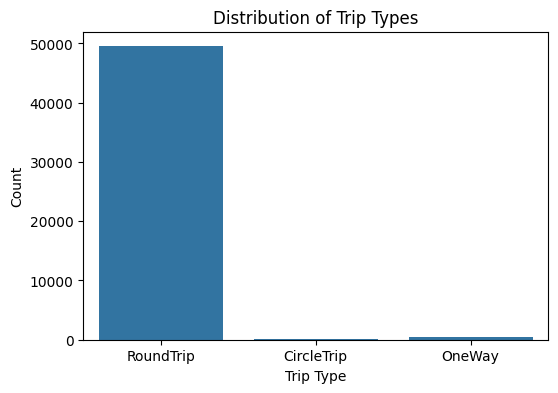 Distribution of Trip Types
50000
40000
30000
20000
10000
0
Count
RoundTrip CircleTrip OneWay
Trip Type